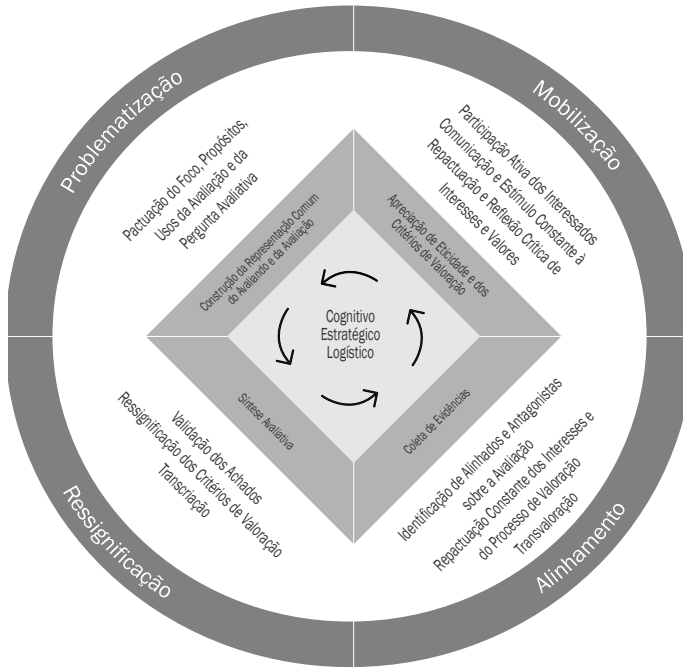 Problematização
Mobilização
Pactuação do Foco, Propósitos,
Usos da Avaliação e da
Pergunta Avaliativa
Participação Ativa dos Interessados
Comunicação e Estímulo Constante à
Repactuação e Reflexão Crítica de
Interesses e Valores
Construção da Representação Comum
do Avaliando e da Avaliação
Apreciação de Eticidade e dos
Critérios de Valoração
Cognitivo
Estratégico
Logístico
Síntese Avaliativa
Coleta de Evidências
Validação dos Achados
Ressignificação dos Critérios de Valoração
Transcriação
Identificação de Alinhados e Antagonistas
sobre a Avaliação
Repactuação Constante dos Interesses e
do Processo de Valoração
Transvaloração
Ressignificação
Alinhamento